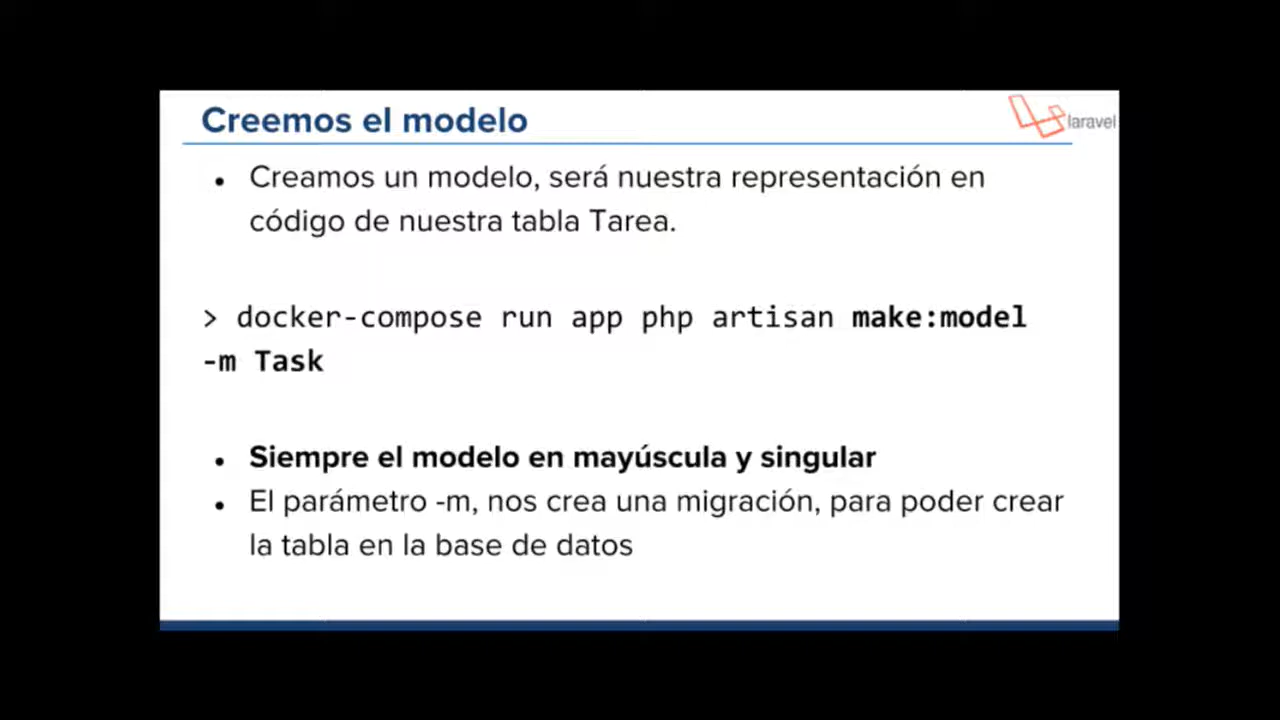 Creemos el modelo
laravel
• Creamos un modelo, será nuestra representación en
código de nuestra tabla Tarea.
> docker-compose run app php artisan make:model
-m Task
• Siempre el modelo en mayúscula y singular
• El parámetro -m, nos crea una migración, para poder crear
la tabla en la base de datos